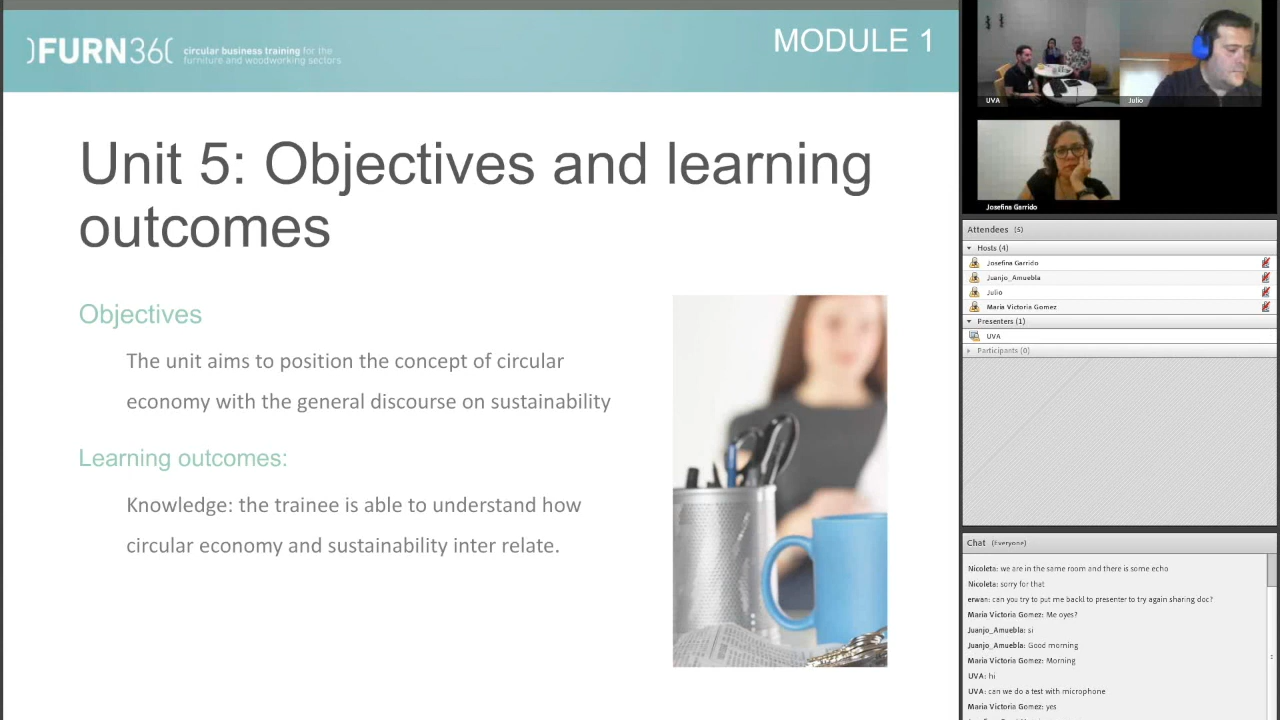 FURN360 circular business training for the
furniture and woodworking sectors
MODULE 1
Unit 5: Objectives and learning
outcomes
Objectives
The unit aims to position the concept of circular
economy with the general discourse on sustainability
Learning outcomes:
Knowledge: the trainee is able to understand how
circular economy and sustainability inter relate.
UVA
Julio
Josefina Garrido
Attendees (5)
Hosts (4)
Josefina Garrido
Juanjo_Amuebla
Julio
Maria Victoria Gomez
Presenters (1)
UVA
Participants (0)
Chat (Everyone)
Nicoleta: we are in the same room and there is some echo
Nicoleta: sorry for that
erwan: can you try to put me backl to presenter to try again sharing doc?
Maria Victoria Gomez: Me oyes?
Juanjo_Amuebla: si
Juanjo_Amuebla: Good morning
Maria Victoria Gomez: Morning
UVA: hi
UVA: can we do a test with microphone
Maria Victoria Gomez: yes